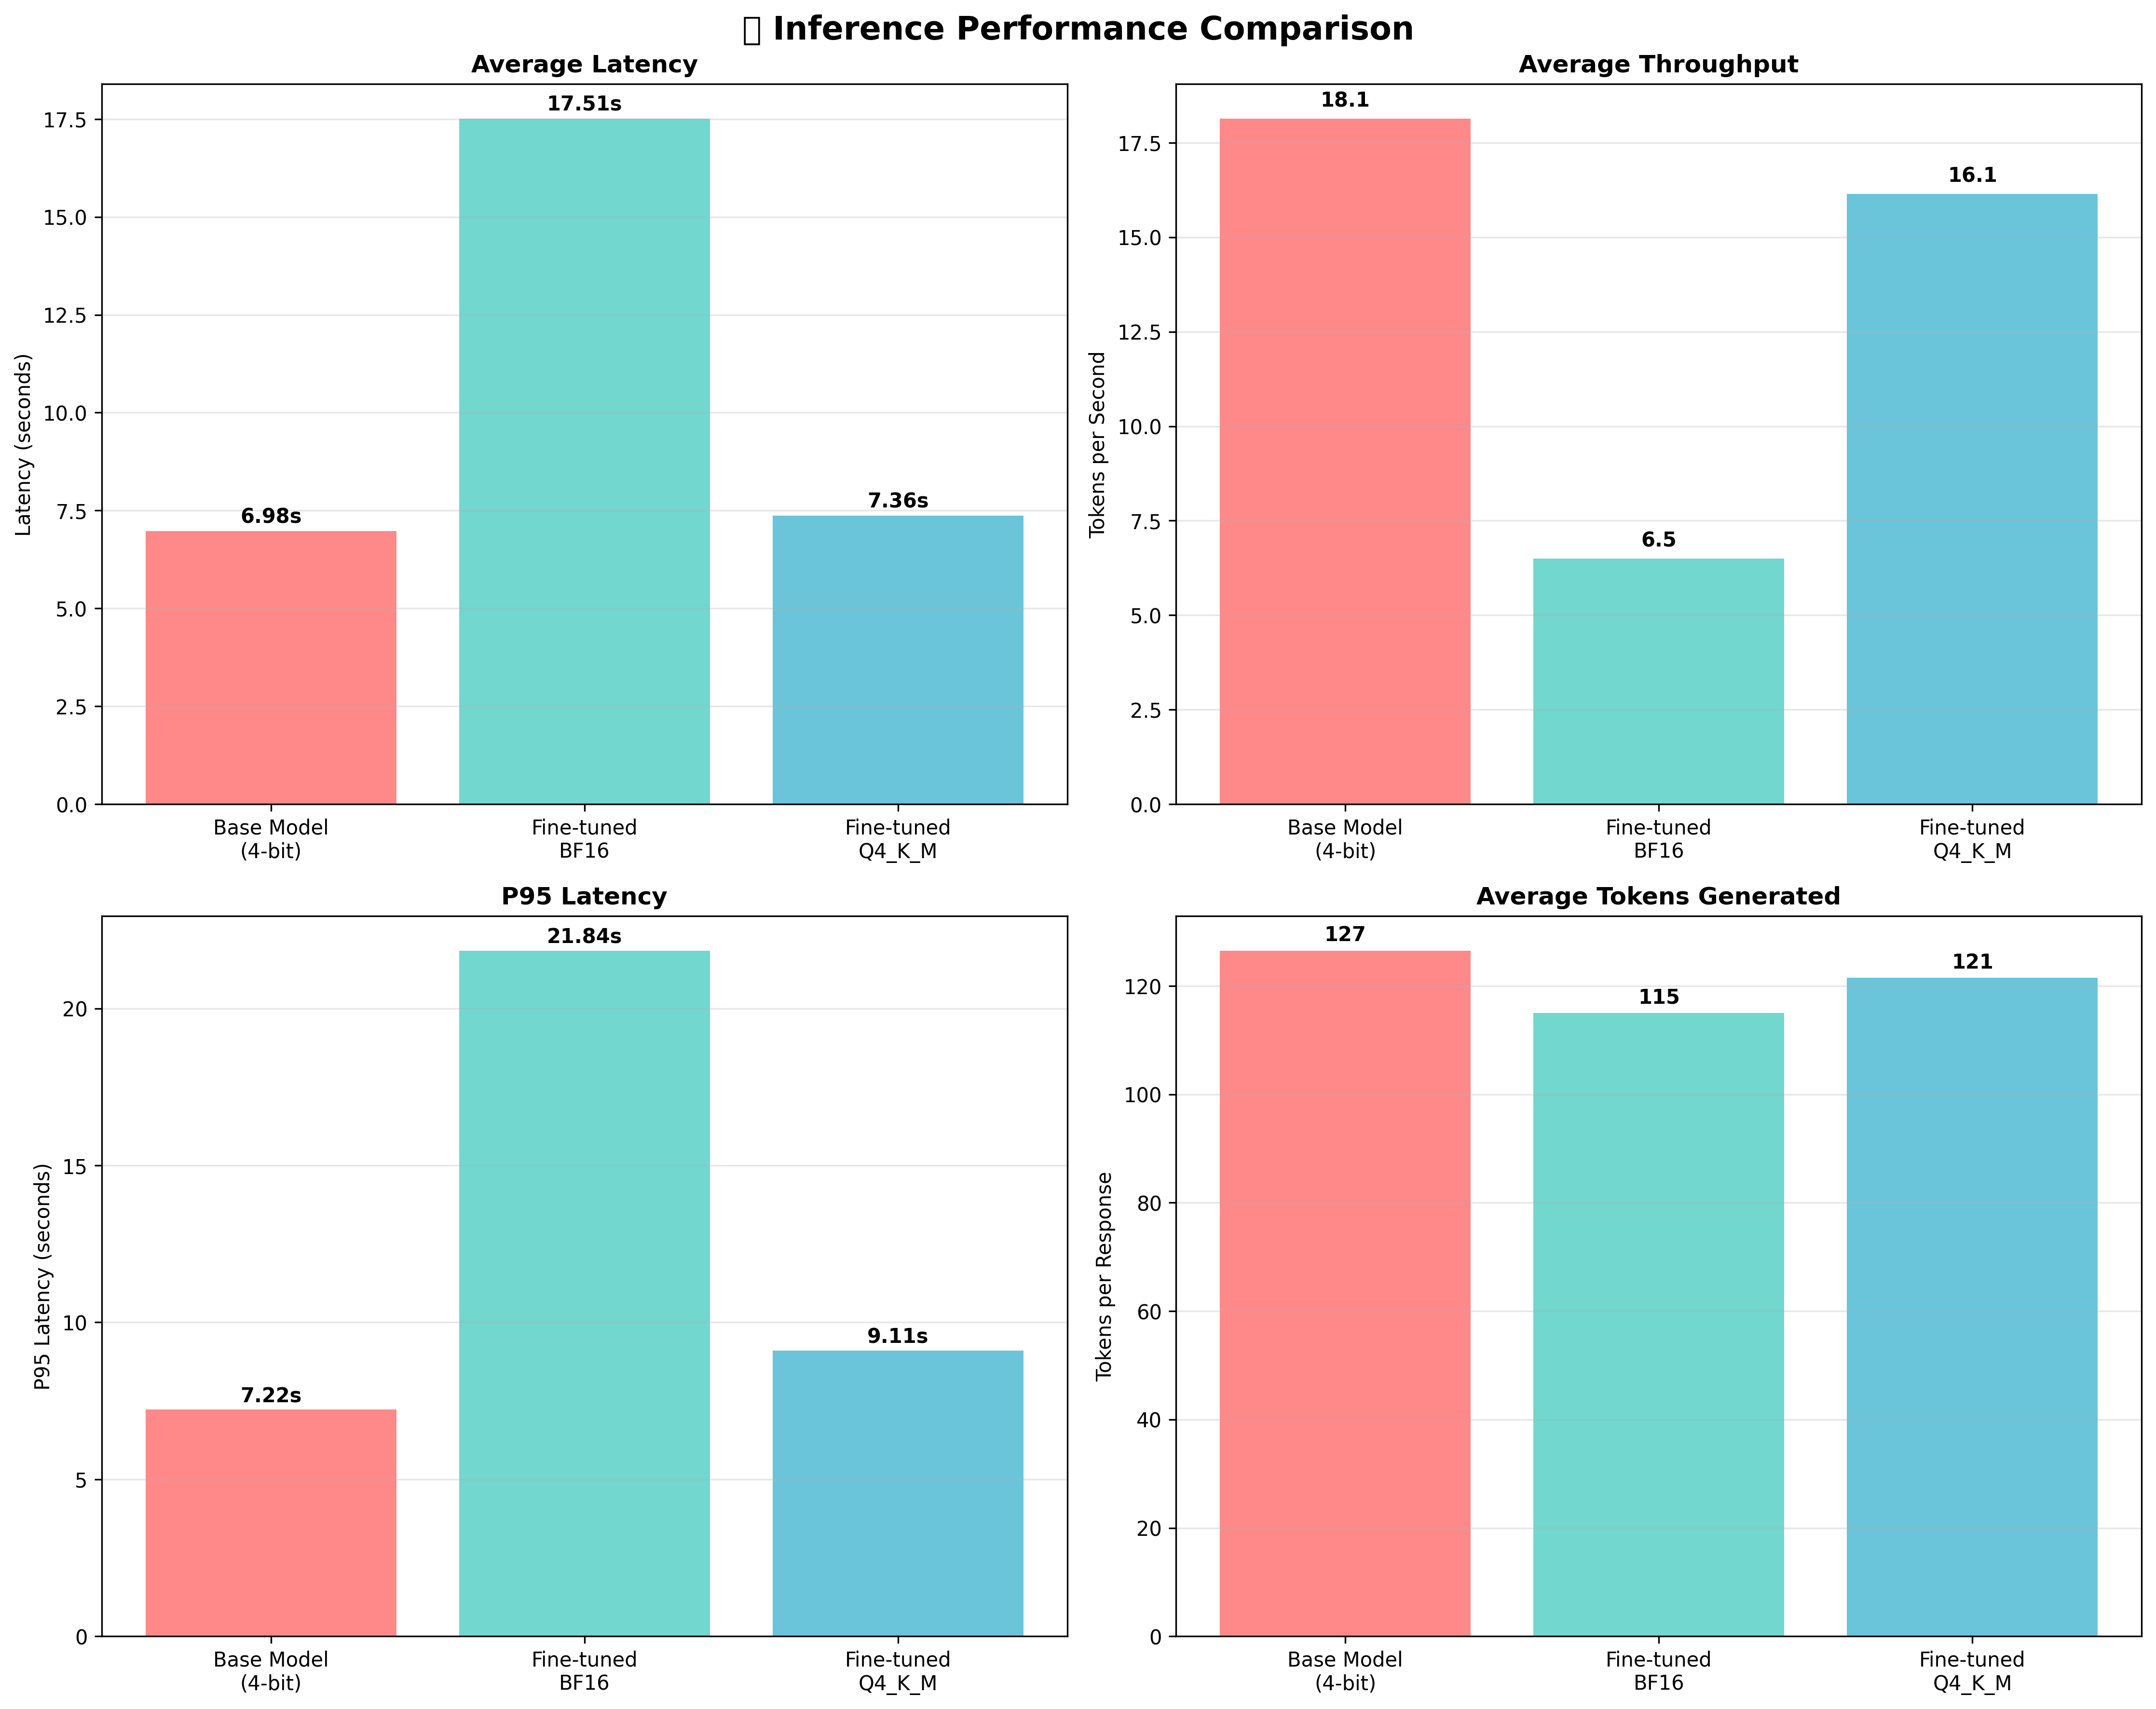 Inference Performance Comparison
Average Latency
Latency (seconds)
17.5
15.0
12.5
10.0
7.5
5.0
2.5
0.0
6.98s
17.51s
7.36s
Base Model
(4-bit)
Fine-tuned
BF16
Fine-tuned
Q4_K_M
Average Throughput
Tokens per Second
17.5
15.0
12.5
10.0
7.5
5.0
2.5
0.0
18.1
6.5
16.1
Base Model
(4-bit)
Fine-tuned
BF16
Fine-tuned
Q4_K_M
P95 Latency
P95 Latency (seconds)
20
15
10
5
0
7.22s
21.84s
9.11s
Base Model
(4-bit)
Fine-tuned
BF16
Fine-tuned
Q4_K_M
Average Tokens Generated
Tokens per Response
120
100
80
60
40
20
0
127
115
121
Base Model
(4-bit)
Fine-tuned
BF16
Fine-tuned
Q4_K_M